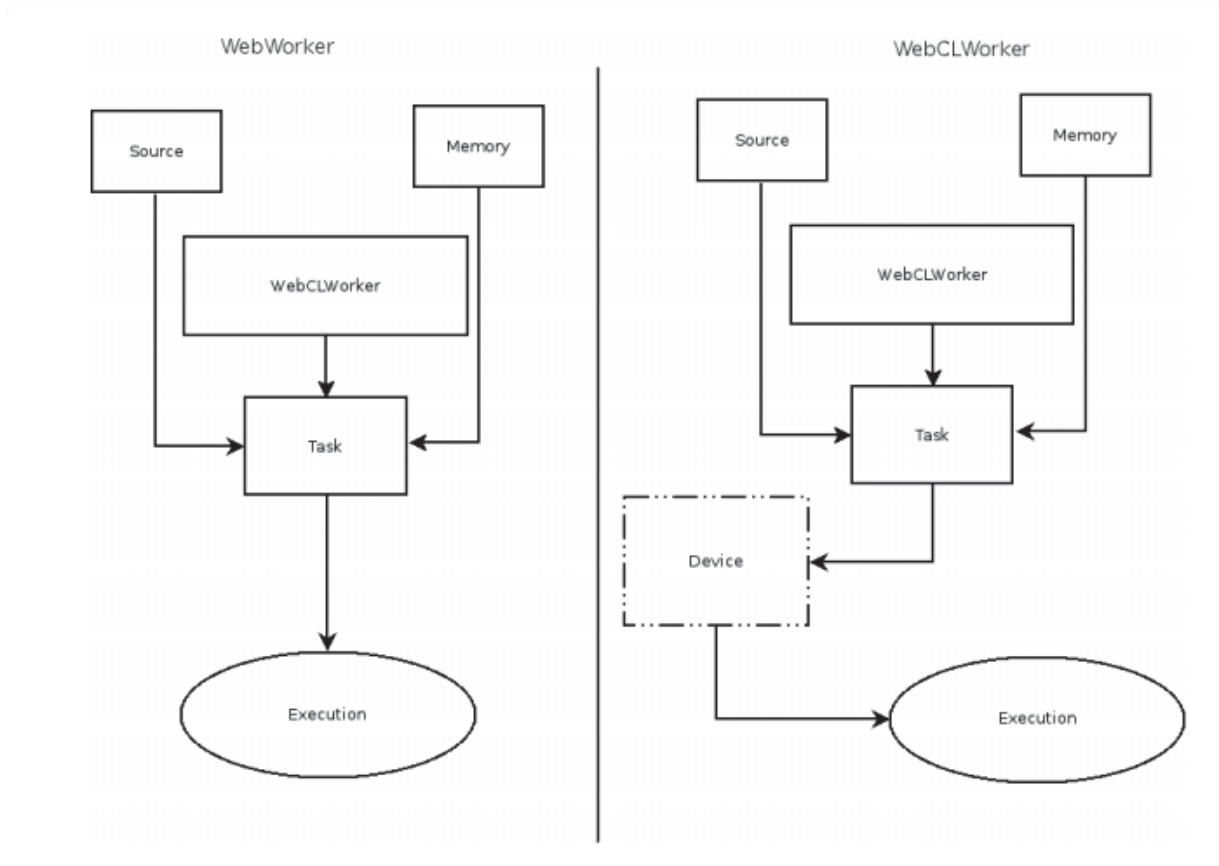 WebWorker
Source
Memory
WebCLWorker
Task
Execution
WebCLWorker
Source
Memory
WebCLWorker
Task
Device
Execution